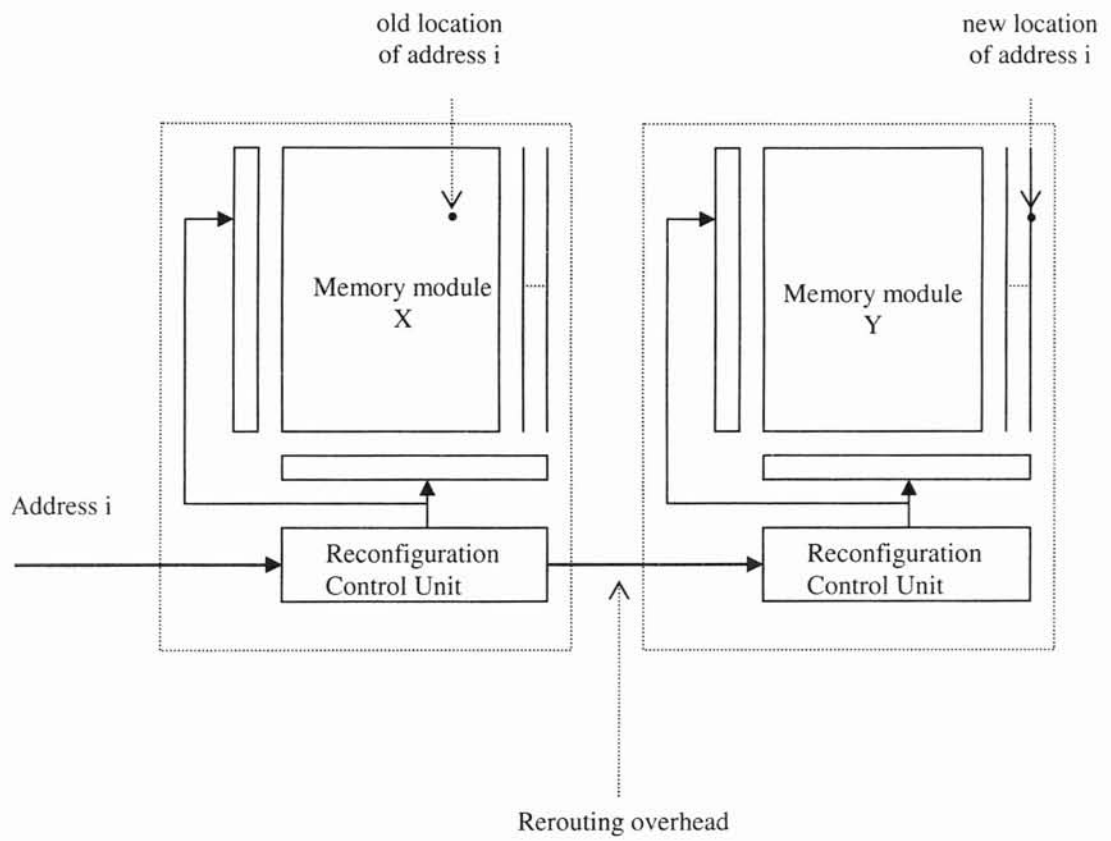 old location
of address i
new location
of address i
Memory module
X
Memory module
Y
Address i
Reconfiguration
Control Unit
Reconfiguration
Control Unit
Rerouting overhead